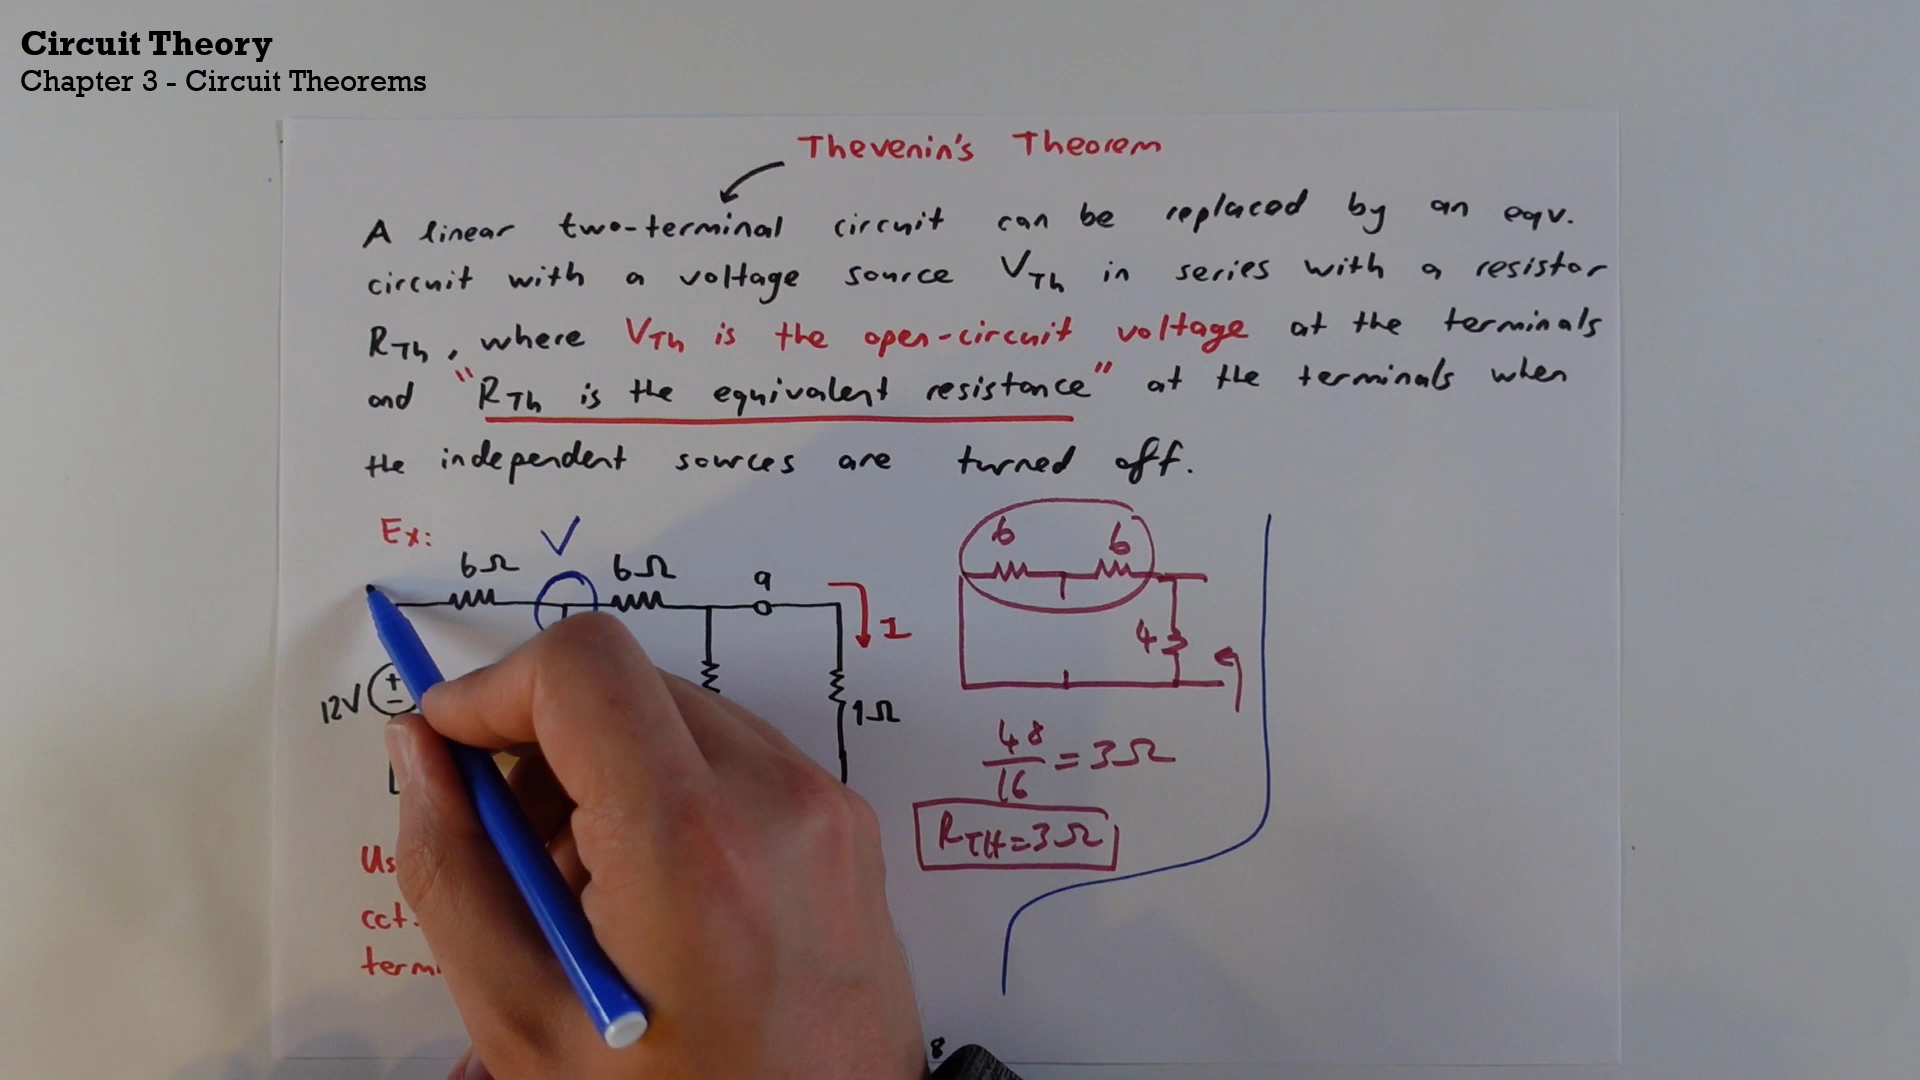 Circuit Theory
Chapter 3 - Circuit Theorems
Thevenin's Theorem
A linear two-terminal circuit can be replaced by an eqv.
circuit with a voltage source VTh in series with a resistor
RTh, where VTh is the open-circuit voltage at the terminals
and "RTh is the equivalent resistance" at the terminals when
the independent sources are turned off.
Ex:
V
6Ω 6Ω a
I
12V + -
1Ω
6 6
4
48/16 = 3Ω
RTH=3Ω
Us
cct.
term
8